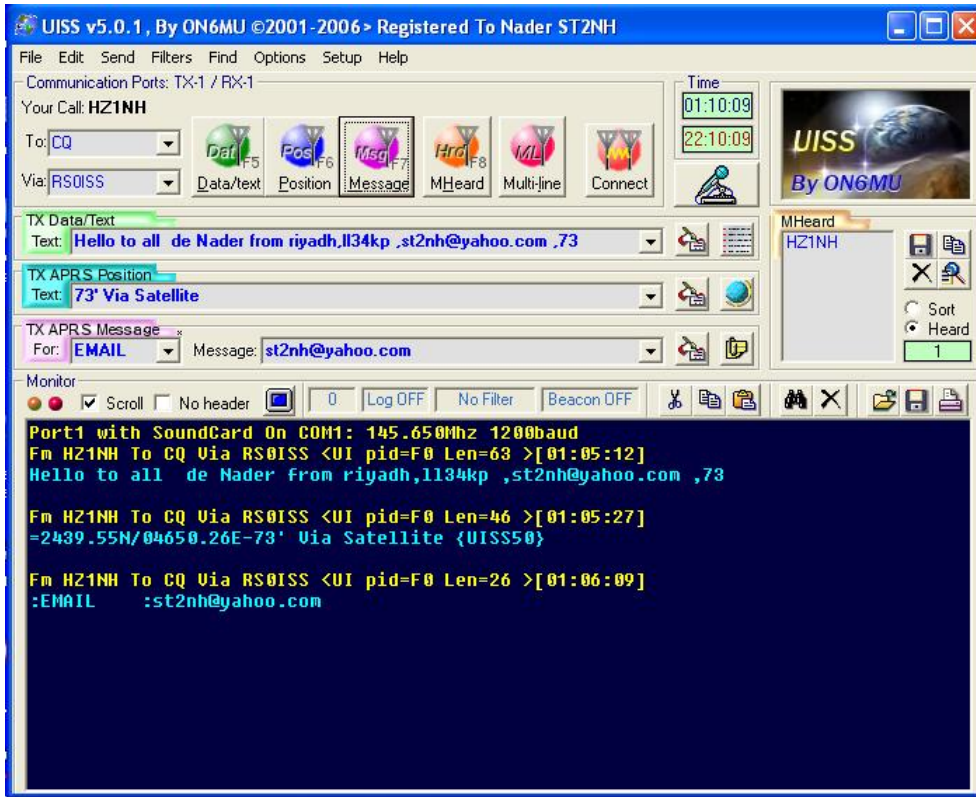 UISS v5.0.1, By ON6MU ©2001-2006> Registered To Nader ST2NH
File Edit Send Filters Find Options Setup Help
Communication Ports: TX-1 / RX-1
Your Call: HZ1NH
To: CQ
Via: RS0ISS
Dat F5
Data/text
Pos F6
Position
Msg F7
Message
Hrd F8
MHeard
ML
Multi-line
Connect
Time
01:10:09
22:10:09
UISS
By ON6MU
TX Data/Text
Text: Hello to all  de Nader from riyadh,ll34kp ,st2nh@yahoo.com ,73
TX APRS Position
Text: 73' Via Satellite
TX APRS Message x
For: EMAIL Message: st2nh@yahoo.com
MHeard
HZ1NH
Sort
Heard
1
Monitor
Scroll No header 0 Log OFF No Filter Beacon OFF
Port1 with SoundCard On COM1: 145.650Mhz 1200baud
Fm HZ1NH To CQ Via RS0ISS <UI pid=F0 Len=63 >[01:05:12]
Hello to all  de Nader from riyadh,ll34kp ,st2nh@yahoo.com ,73
Fm HZ1NH To CQ Via RS0ISS <UI pid=F0 Len=46 >[01:05:27]
=2439.55N/04650.26E-73' Via Satellite {UISS50}
Fm HZ1NH To CQ Via RS0ISS <UI pid=F0 Len=26 >[01:06:09]
:EMAIL    :st2nh@yahoo.com